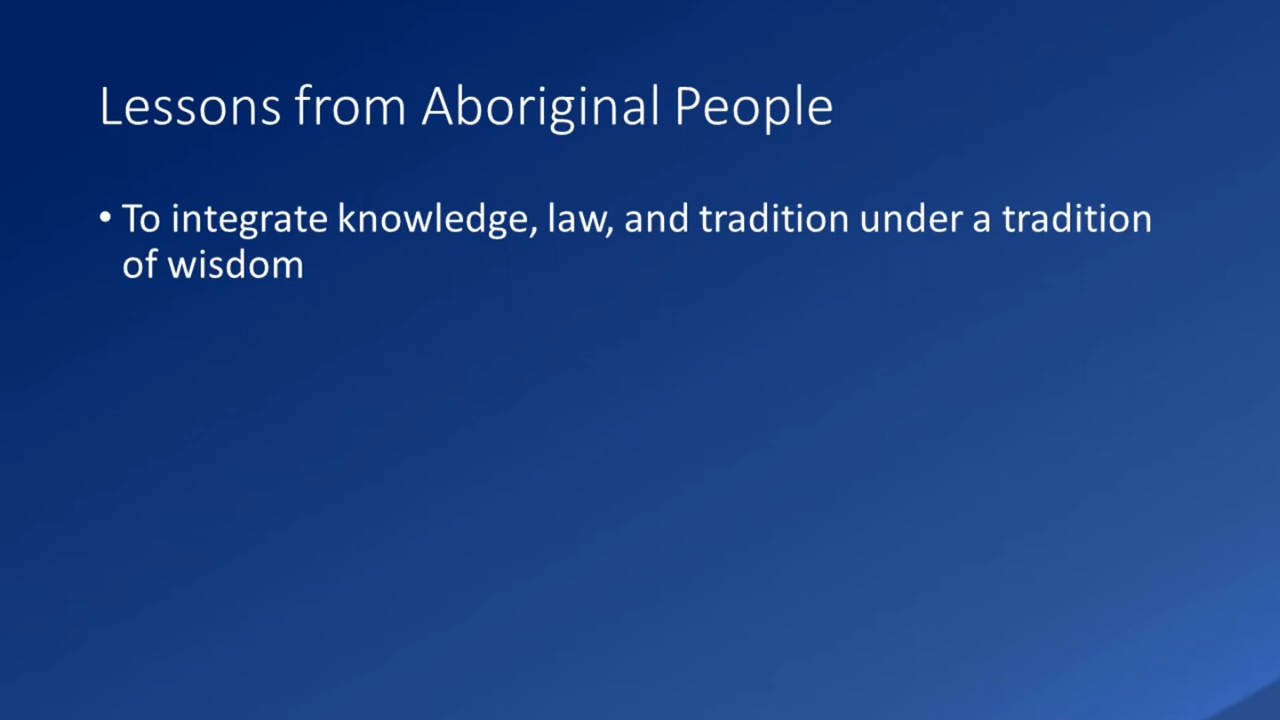 Lessons from Aboriginal People
• To integrate knowledge, law, and tradition under a tradition
of wisdom